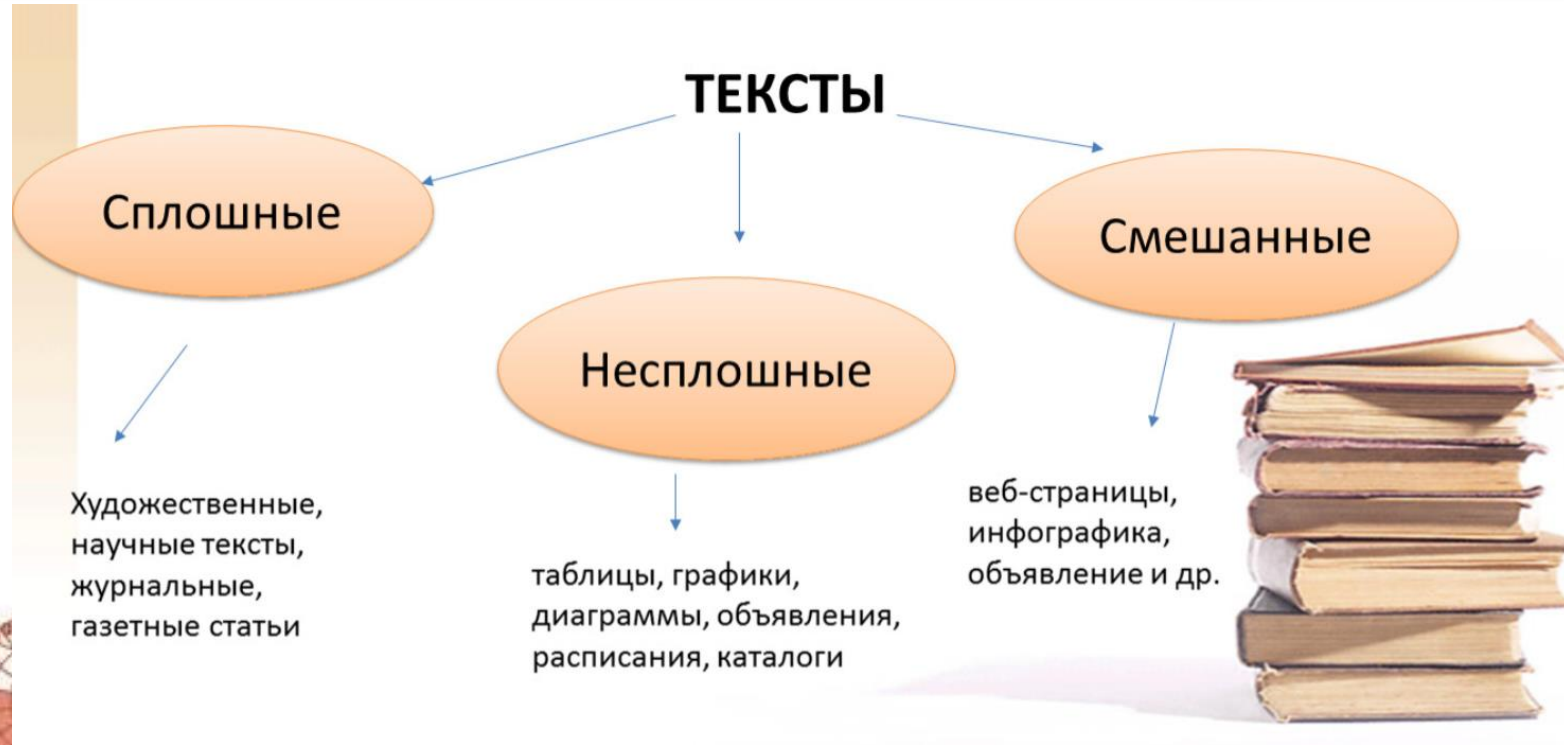 ТЕКСТЫ
Сплошные
Несплошные
Смешанные
Художественные,
научные тексты,
журнальные,
газетные статьи
таблицы, графики,
диаграммы, объявления,
расписания, каталоги
веб-страницы,
инфографика,
объявление и др.